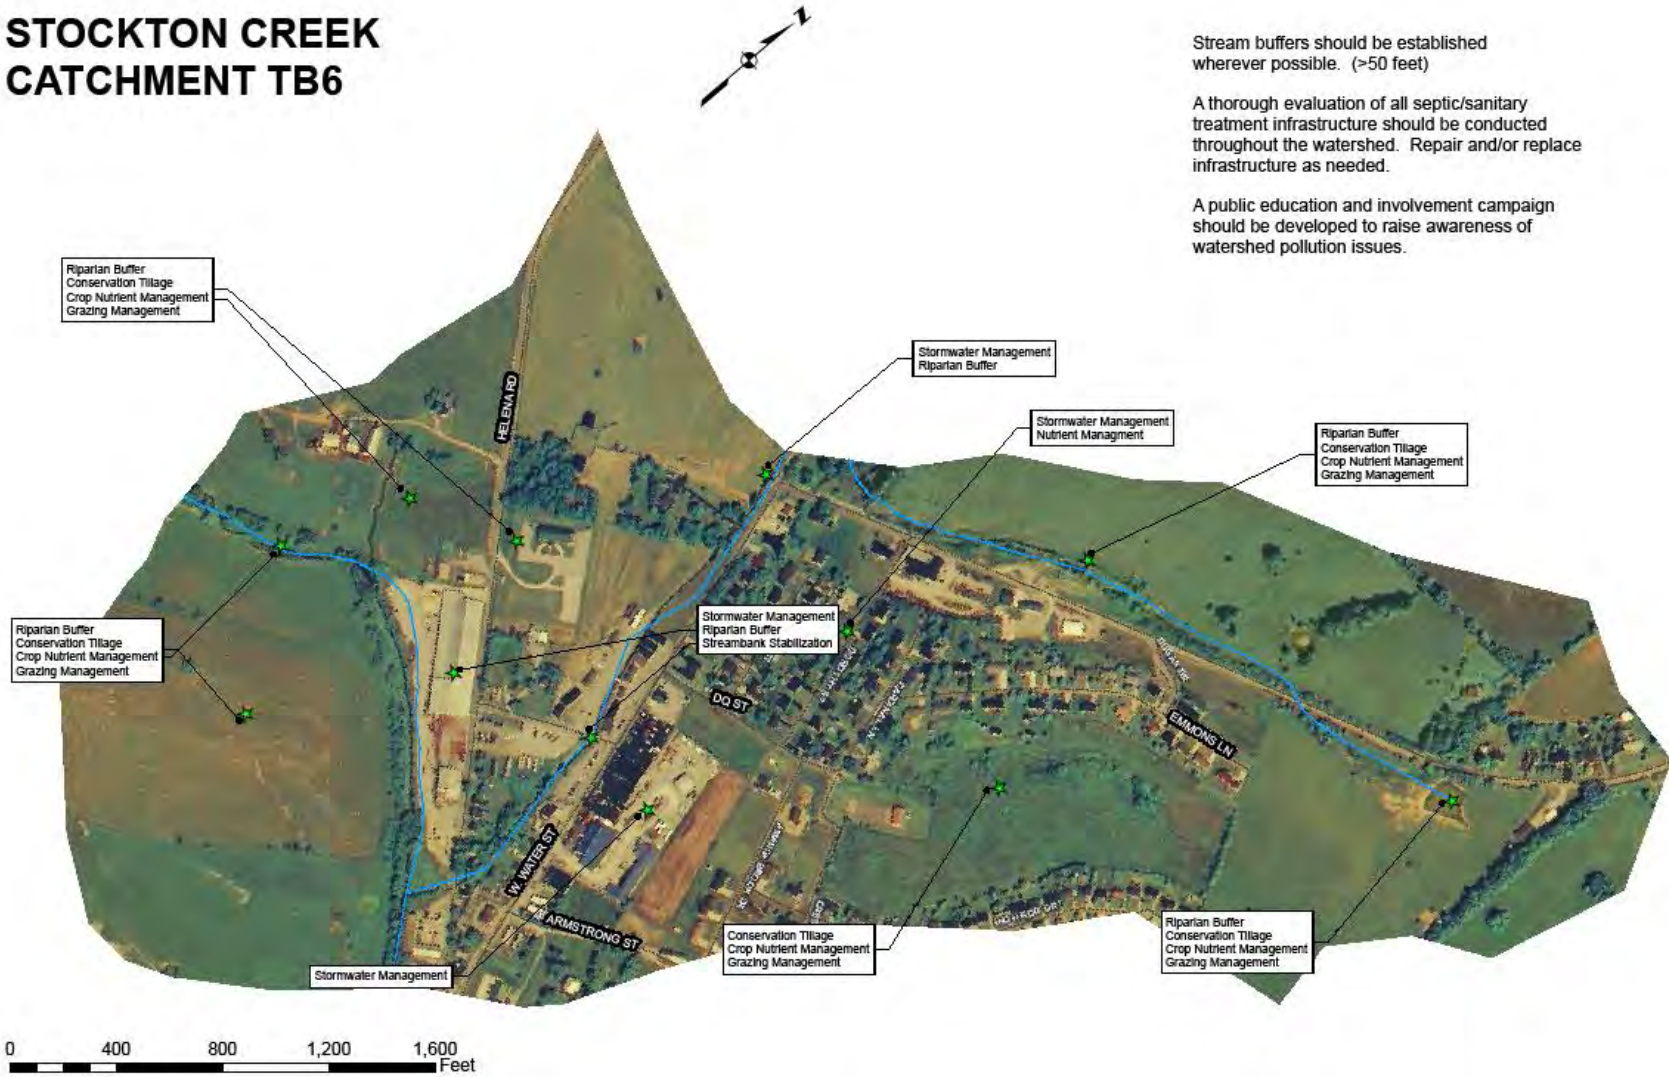 STOCKTON CREEK
CATCHMENT TB6
Z
Stream buffers should be established
wherever possible. (>50 feet)
A thorough evaluation of all septic/sanitary
treatment infrastructure should be conducted
throughout the watershed. Repair and/or replace
infrastructure as needed.
A public education and involvement campaign
should be developed to raise awareness of
watershed pollution issues.
Riparian Buffer
Conservation Tillage
Crop Nutrient Management
Grazing Management
Stormwater Management
Riparian Buffer
Stormwater Management
Nutrient Managment
Riparian Buffer
Conservation Tillage
Crop Nutrient Management
Grazing Management
HELENA RD
Riparian Buffer
Conservation Tillage
Crop Nutrient Management
Grazing Management
Stormwater Management
Riparian Buffer
Streambank Stabilization
DQ ST
EMMONS LN
W. WATER ST
ARMSTRONG ST
Stormwater Management
Conservation Tillage
Crop Nutrient Management
Grazing Management
Riparian Buffer
Conservation Tillage
Crop Nutrient Management
Grazing Management
0 400 800 1,200 1,600
Feet